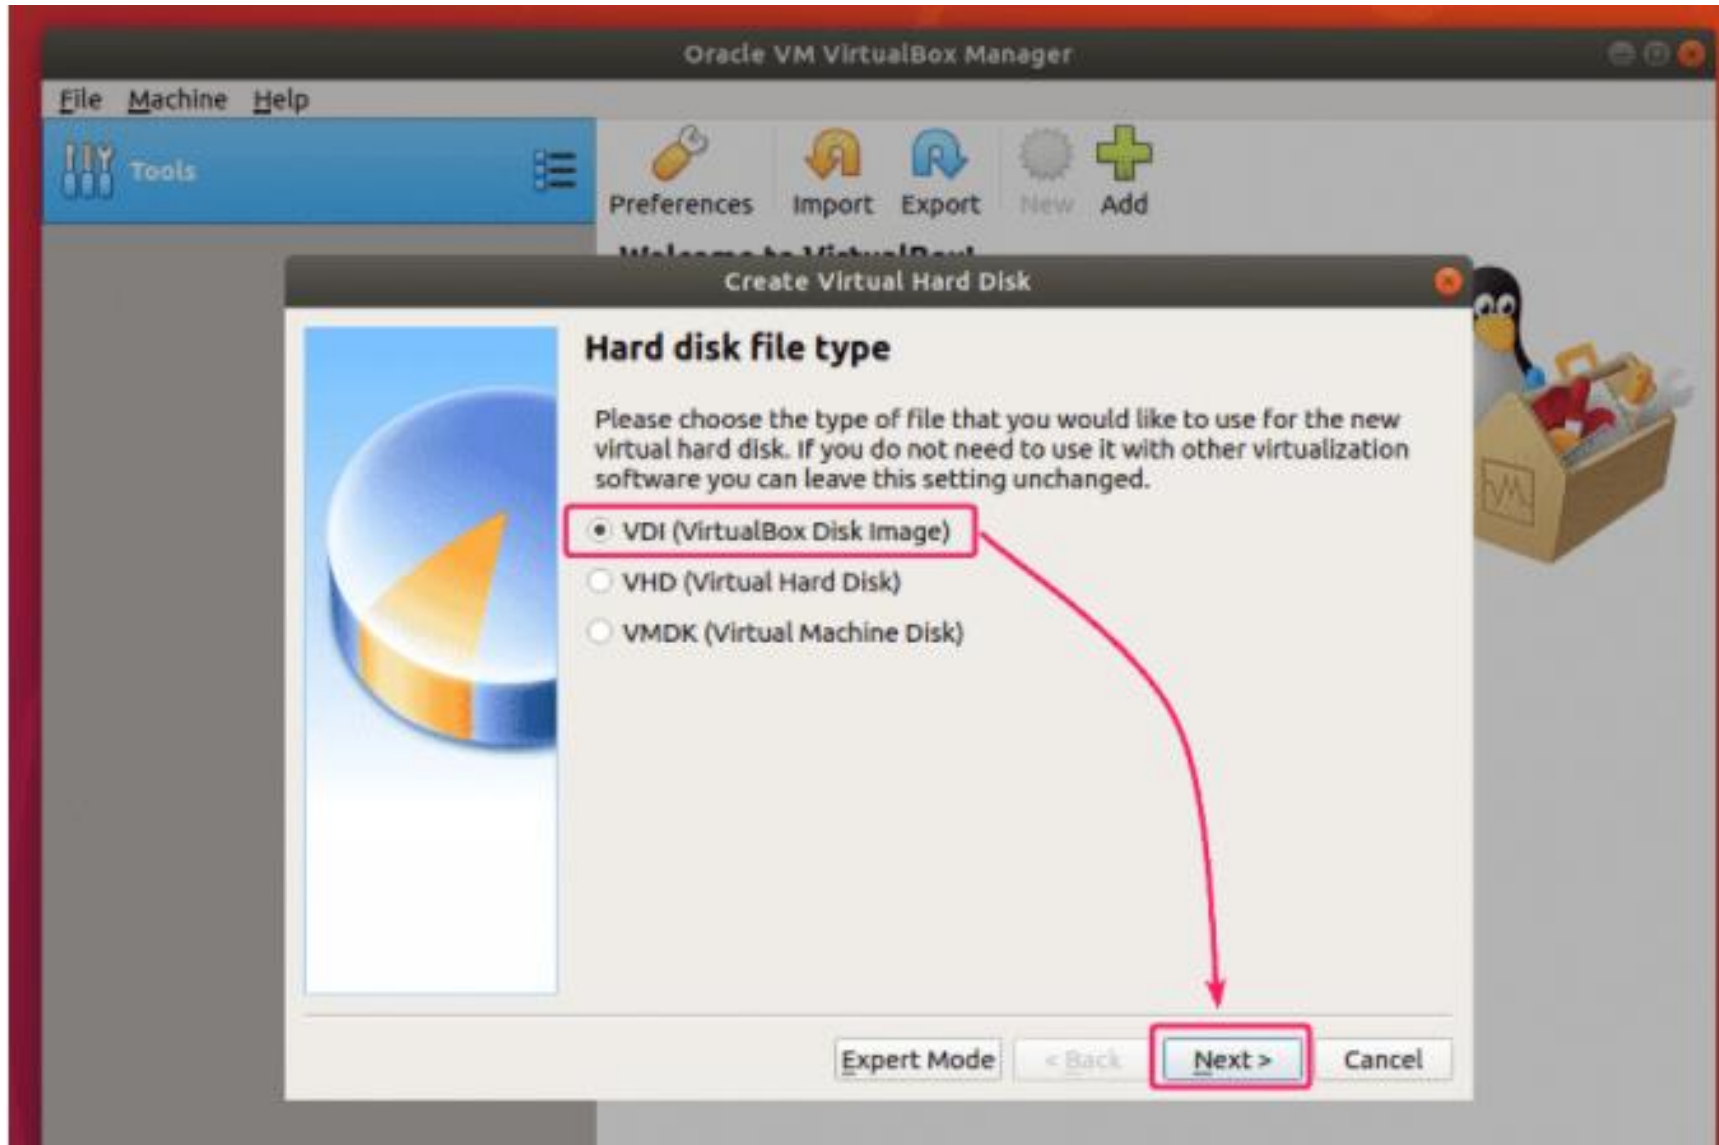 Oracle VM VirtualBox Manager
File Machine Help
Tools
Preferences Import Export New Add
Welcome to VirtualBox!
Create Virtual Hard Disk
Hard disk file type
Please choose the type of file that you would like to use for the new
virtual hard disk. If you do not need to use it with other virtualization
software you can leave this setting unchanged.
VDI (VirtualBox Disk Image)
VHD (Virtual Hard Disk)
VMDK (Virtual Machine Disk)
Expert Mode < Back Next > Cancel